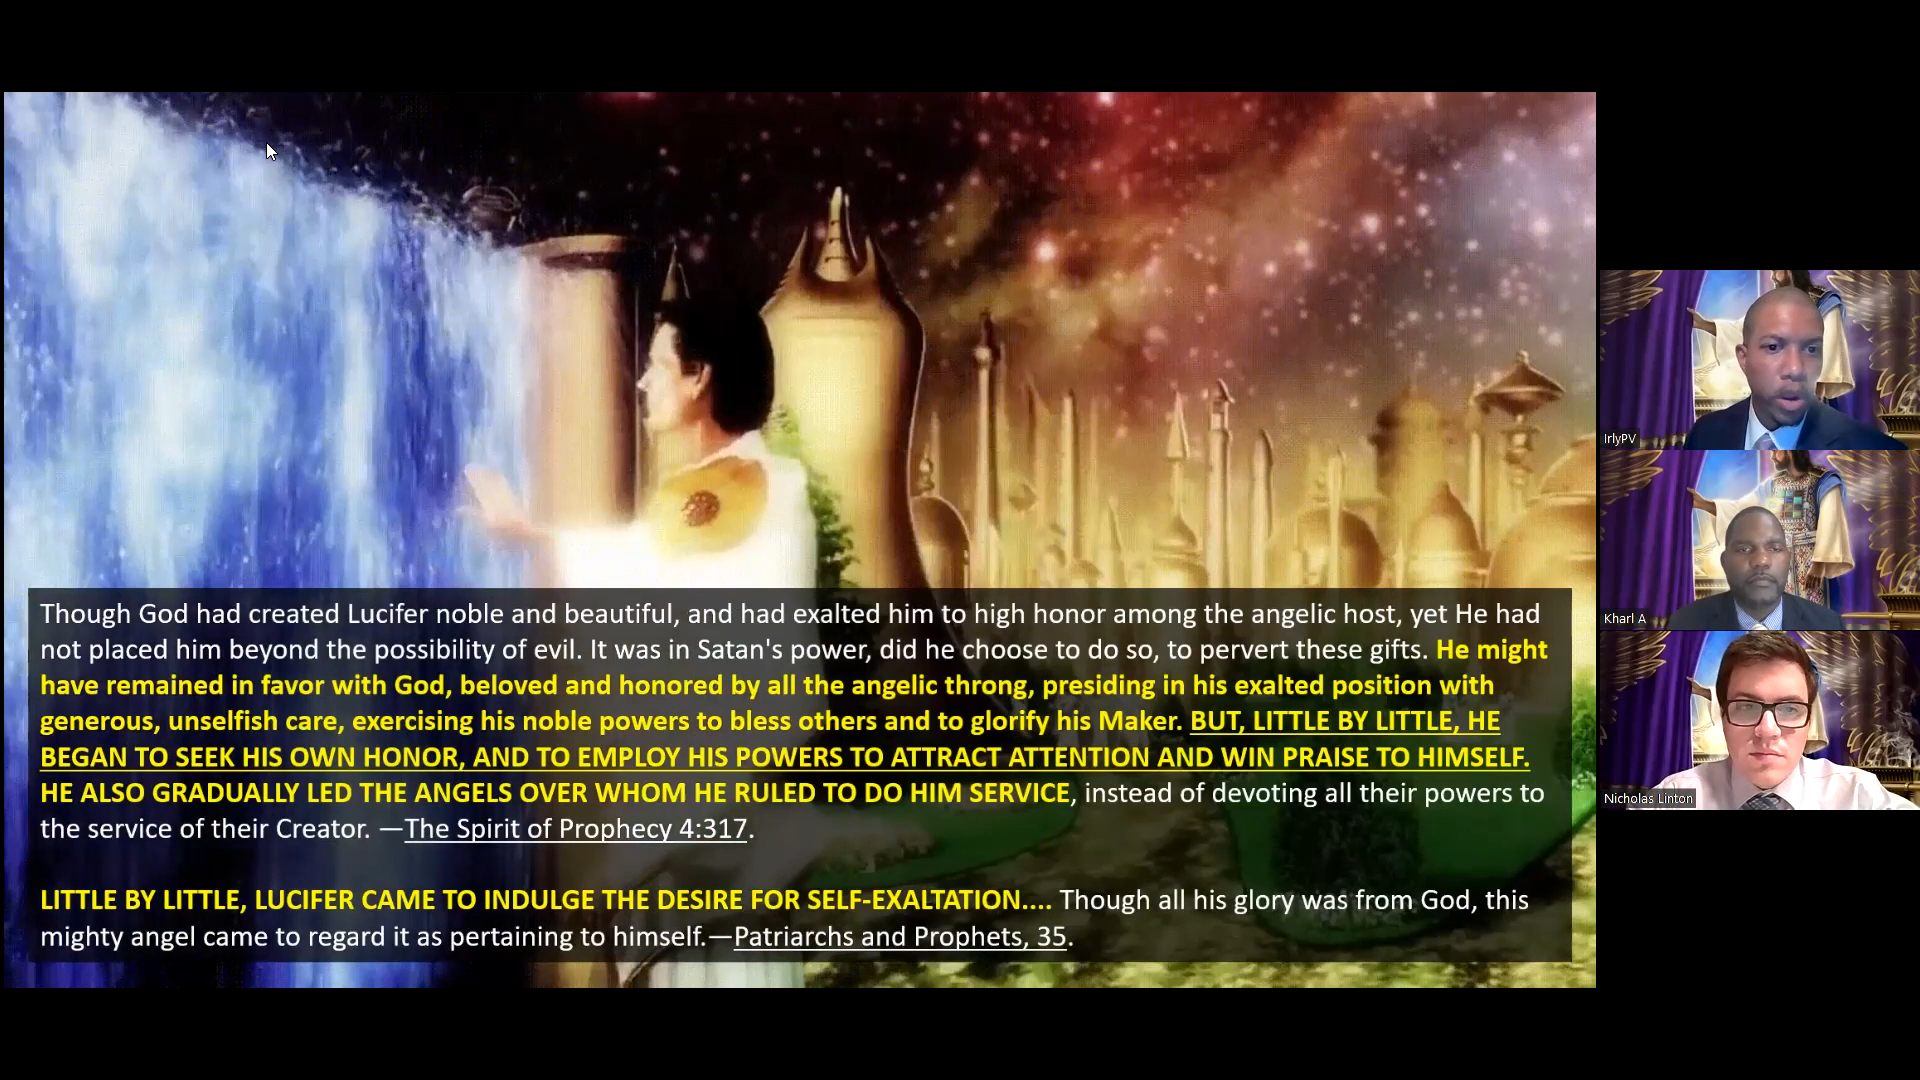 Though God had created Lucifer noble and beautiful, and had exalted him to high honor among the angelic host, yet He had
not placed him beyond the possibility of evil. It was in Satan's power, did he choose to do so, to pervert these gifts. He might
have remained in favor with God, beloved and honored by all the angelic throng, presiding in his exalted position with
generous, unselfish care, exercising his noble powers to bless others and to glorify his Maker. BUT, LITTLE BY LITTLE, HE
BEGAN TO SEEK HIS OWN HONOR, AND TO EMPLOY HIS POWERS TO ATTRACT ATTENTION AND WIN PRAISE TO HIMSELF.
HE ALSO GRADUALLY LED THE ANGELS OVER WHOM HE RULED TO DO HIM SERVICE, instead of devoting all their powers to
the service of their Creator. —The Spirit of Prophecy 4:317.
LITTLE BY LITTLE, LUCIFER CAME TO INDULGE THE DESIRE FOR SELF-EXALTATION.... Though all his glory was from God, this
mighty angel came to regard it as pertaining to himself.—Patriarchs and Prophets, 35.
IrlyPV
Kharl A
Nicholas Linton